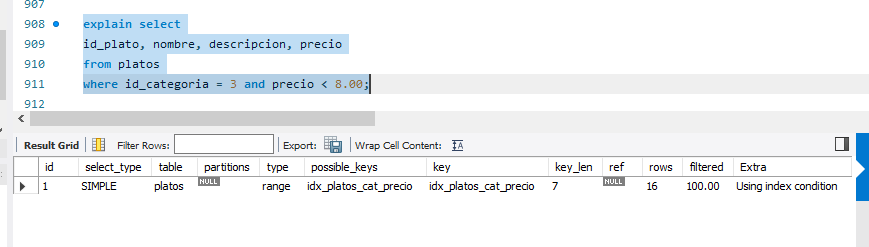 907
908 explain select
909 id_plato, nombre, descripcion, precio
910 from platos
911 where id_categoria = 3 and precio < 8.00;
912
Result Grid Filter Rows: Export: Wrap Cell Content: IA
id select_type table partitions type possible_keys key key_len ref rows filtered Extra
1 SIMPLE platos NULL range idx_platos_cat_precio idx_platos_cat_precio 7 NULL 16 100.00 Using index condition